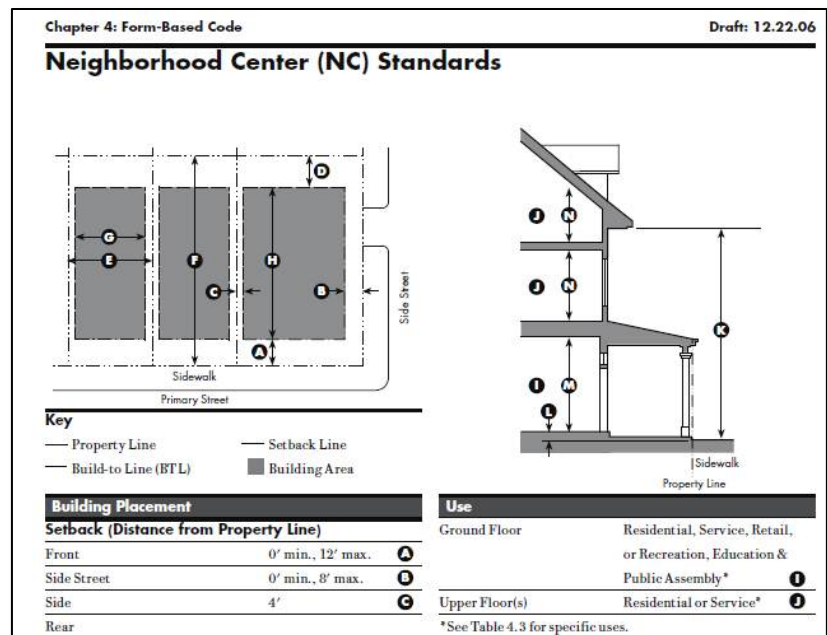 Chapter 4: Form-Based Code
Draft: 12.22.06
Neighborhood Center (NC) Standards
D
G
E
F
H
C
B
A
Side Street
Sidewalk
Primary Street
J
N
J
N
K
I
M
L
Sidewalk
Property Line
Key
Property Line
Setback Line
Build-to Line (BTL)
Building Area
Building Placement
Setback (Distance from Property Line)
Front 0' min., 12' max. A
Side Street 0' min., 8' max. B
Side 4' C
Rear
Use
Ground Floor Residential, Service, Retail,
or Recreation, Education &
Public Assembly* I
Upper Floor(s) Residential or Service* J
*See Table 4.3 for specific uses.